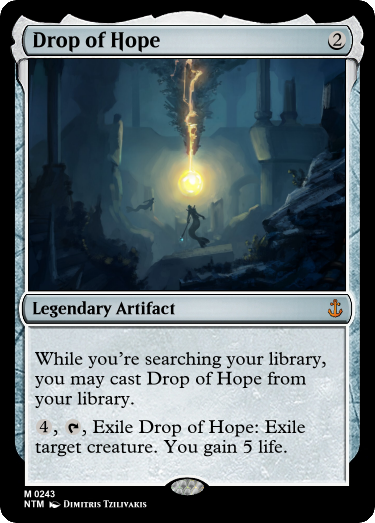 Drop of Hope 2
Legendary Artifact
While you're searching your library,
you may cast Drop of Hope from
your library.
4, , Exile Drop of Hope: Exile
target creature. You gain 5 life.
M 0243
NTM Dimitris Tzilivakis